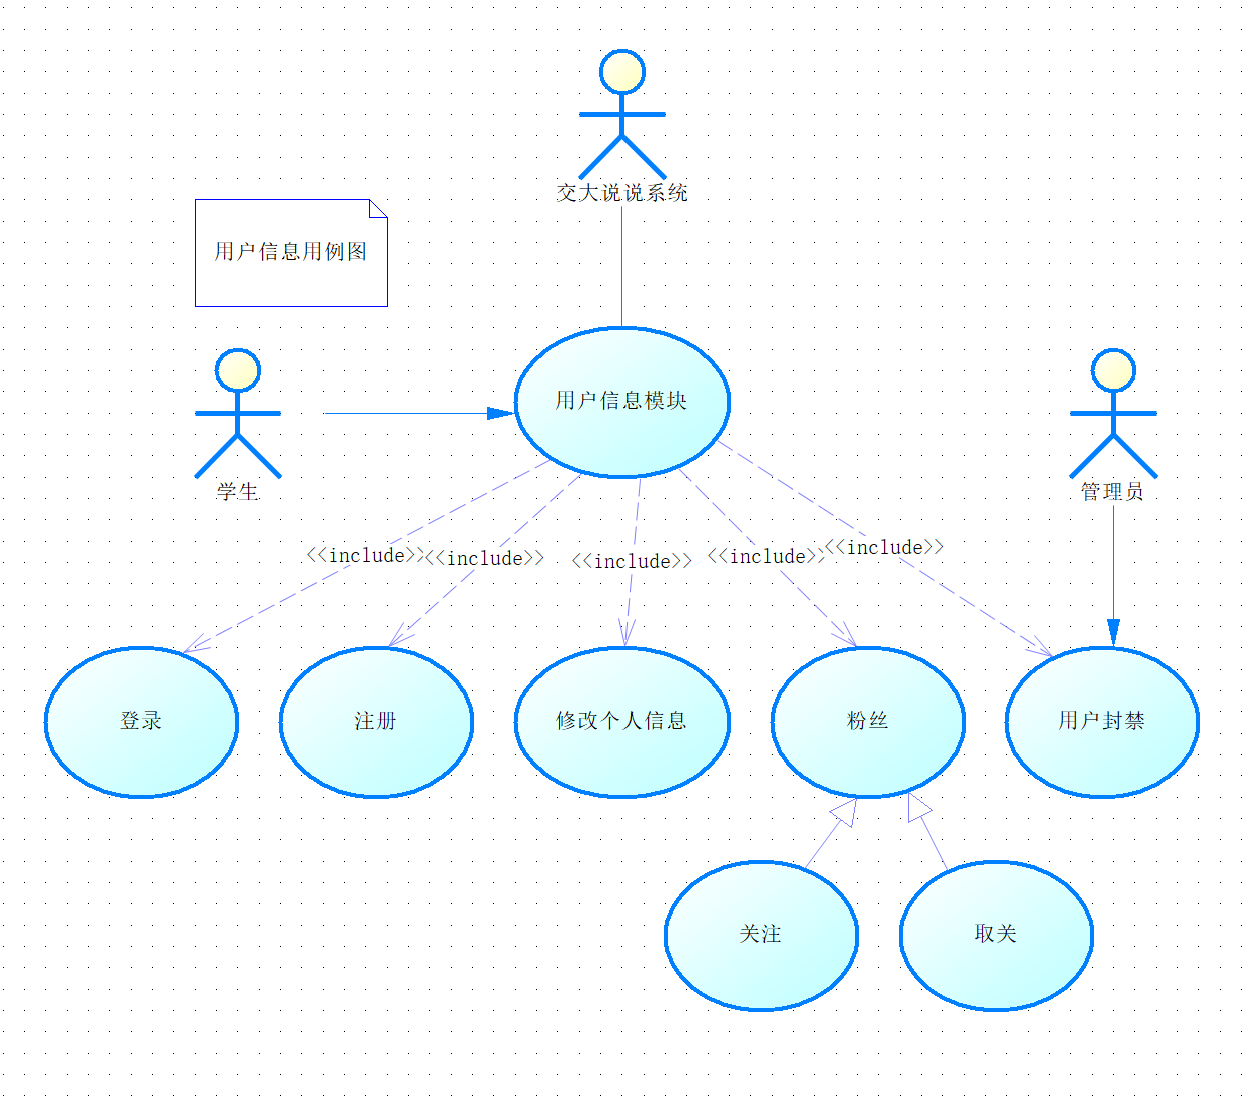 交大说说系统
用户信息用例图
用户信息模块
学生
管理员
<<include>>
<<include>>
<<include>>
<<include>>
<<include>>
登录
注册
修改个人信息
粉丝
用户封禁
关注
取关